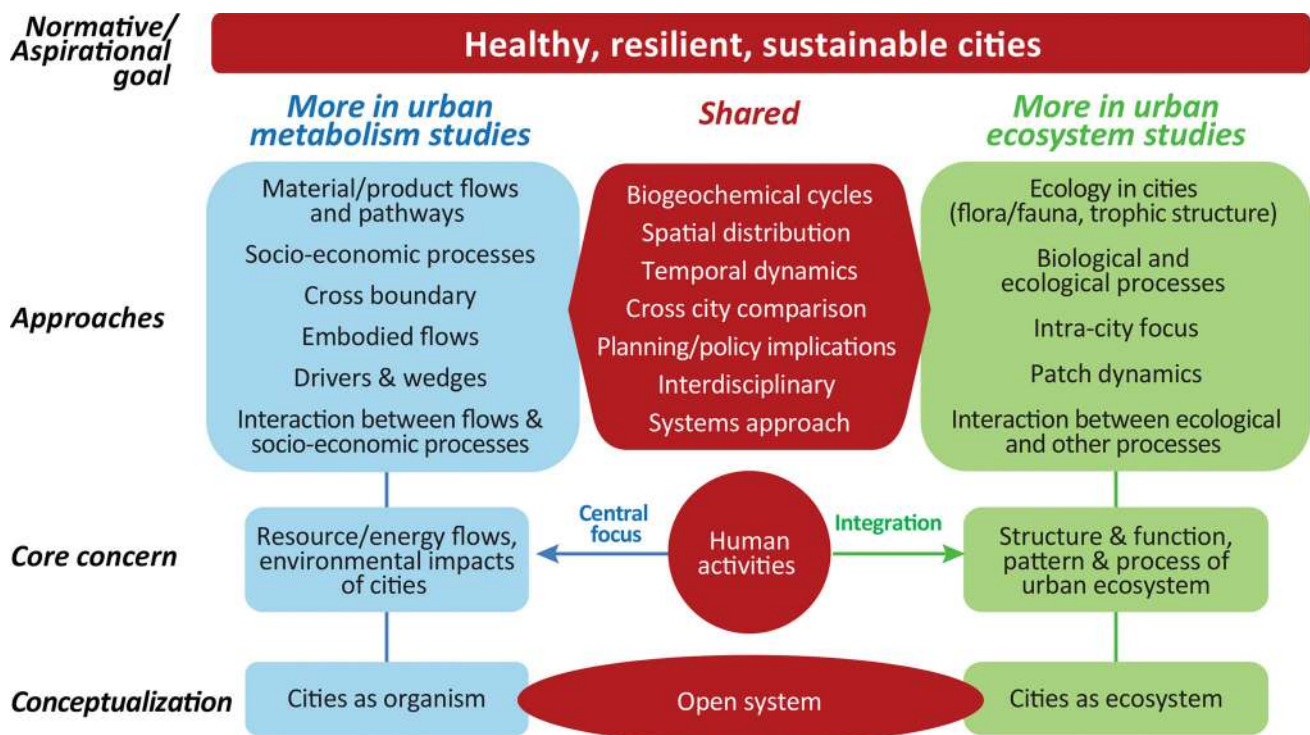 Normative/
Aspirational
goal
Healthy, resilient, sustainable cities
More in urban
metabolism studies
Shared
More in urban
ecosystem studies
Approaches
Material/product flows
and pathways
Socio-economic processes
Cross boundary
Embodied flows
Drivers & wedges
Interaction between flows &
socio-economic processes
Biogeochemical cycles
Spatial distribution
Temporal dynamics
Cross city comparison
Planning/policy implications
Interdisciplinary
Systems approach
Ecology in cities
(flora/fauna, trophic structure)
Biological and
ecological processes
Intra-city focus
Patch dynamics
Interaction between ecological
and other processes
Core concern
Resource/energy flows,
environmental impacts
of cities
Central
focus
Human
activities
Integration
Structure & function,
pattern & process of
urban ecosystem
Conceptualization
Cities as organism
Open system
Cities as ecosystem